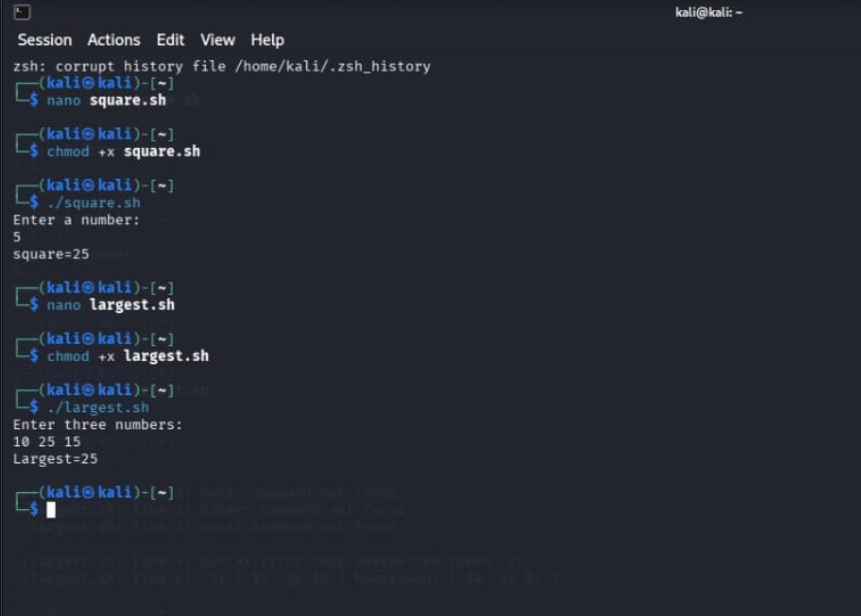 kali@kali: ~
Session Actions Edit View Help
zsh: corrupt history file /home/kali/.zsh_history
┌──(kali㉿kali)-[~]
└─$ nano square.sh
┌──(kali㉿kali)-[~]
└─$ chmod +x square.sh
┌──(kali㉿kali)-[~]
└─$ ./square.sh
Enter a number:
5
square=25
┌──(kali㉿kali)-[~]
└─$ nano largest.sh
┌──(kali㉿kali)-[~]
└─$ chmod +x largest.sh
┌──(kali㉿kali)-[~]
└─$ ./largest.sh
Enter three numbers:
10 25 15
Largest=25
┌──(kali㉿kali)-[~]
└─$